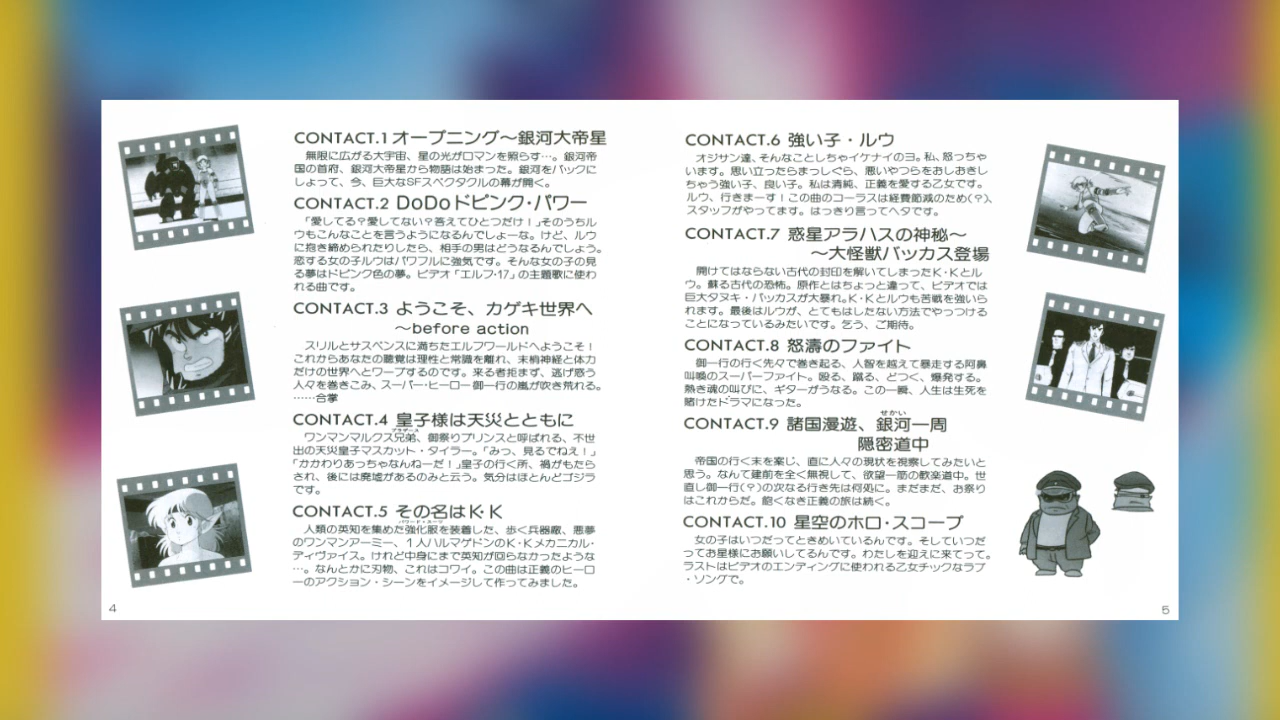 CONTACT.1 オープニング〜銀河大帝星
無限に広がる大宇宙、星の光がロマンを照らす…。銀河帝
国の首府、銀河大帝星から物語は始まった。銀河をバックに
しょって、今、巨大なSFスペクタクルの幕が開く。
CONTACT.2 DoDoドピンク・パワー
「愛してる？愛してない？答えてひとつだけ！」そのうちル
ウもこんなことを言うようになるんでしょーな。けど、ルウ
に抱き締められたりしたら、相手の男はどうなるんでしょう。
恋する女の子ルウはパワフルに強気です。そんな女の子の見
る夢はドピンク色の夢。ビデオ「エルフ・17」の主題歌に使わ
れる曲です。
CONTACT.3 ようこそ、カゲキ世界へ
〜before action
スリルとサスペンスに満ちたエルフワールドへようこそ！
これからあなたの聴覚は理性と常識を離れ、末梢神経と体力
だけの世界へとワープするのです。来る者拒まず、逃げ惑う
人々を巻きこみ、スーパー・ヒーロー御一行の嵐が吹き荒れる。
……合掌
CONTACT.4 皇子様は天災とともに
ブラザース
ワンマンマルクス兄弟、御祭りプリンスと呼ばれる、不世
出の天災皇子マスカット・タイラー。「みっ、見るでねえ！」
「かかわりあっちゃなんねーだ！」皇子の行く所、禍がもたら
され、後には廃墟があるのみと云う。気分はほとんどゴジラ
です。
CONTACT.5 その名はK・K
パワード・スーツ
人類の英知を集めた強化服を装着した、歩く兵器廠、悪夢
のワンマンアーミー、1人ハルマゲドンのK・Kメカニカル・
ディヴァイス。けれど中身にまで英知が回らなかったような
…。なんとかに刃物、これはコワイ。この曲は正義のヒーロ
ーのアクション・シーンをイメージして作ってみました。
4
CONTACT.6 強い子・ルウ
オジサン達、そんなことしちゃイケナイのヨ。私、怒っちゃ
います。思い立ったらまっしぐら、悪いやつらをおしおきし
ちゃう強い子、良い子。私は清純、正義を愛する乙女です。
ルウ、行きまーす！この曲のコーラスは経費節減のため(?)、
スタッフがやってます。はっきり言ってヘタです。
CONTACT.7 惑星アラハスの神秘〜
〜大怪獣バッカス登場
開けてはならない古代の封印を解いてしまったK・Kとル
ウ。蘇る古代の恐怖。原作とはちょっと違って、ビデオでは
巨大タヌキ・バッカスが大暴れ。K・Kとルウも苦戦を強いら
れます。最後はルウが、とてもはしたない方法でやっつける
ことになっているみたいです。乞う、ご期待。
CONTACT.8 怒濤のファイト
御一行の行く先々で巻き起る、人智を越えて暴走する阿鼻
叫喚のスーパーファイト。殴る、蹴る、どつく、爆発する。
熱き魂の叫びに、ギターがうなる。この一瞬、人生は生死を
賭けたドラマになった。
せかい
CONTACT.9 諸国漫遊、銀河一周
隠密道中
帝国の行く末を案じ、直に人々の現状を視察してみたいと
思う。なんて建前を全く無視して、欲望一筋の歓楽道中。世
直し御一行(?)の次なる行き先は何処に。まだまだ、お祭り
はこれからだ。飽くなき正義の旅は続く。
CONTACT.10 星空のホロ・スコープ
女の子はいつだってときめいているんです。そしていつだ
ってお星様にお願いしてるんです。わたしを迎えに来てって。
ラストはビデオのエンディングに使われる乙女チックなラブ
・ソングで。
5